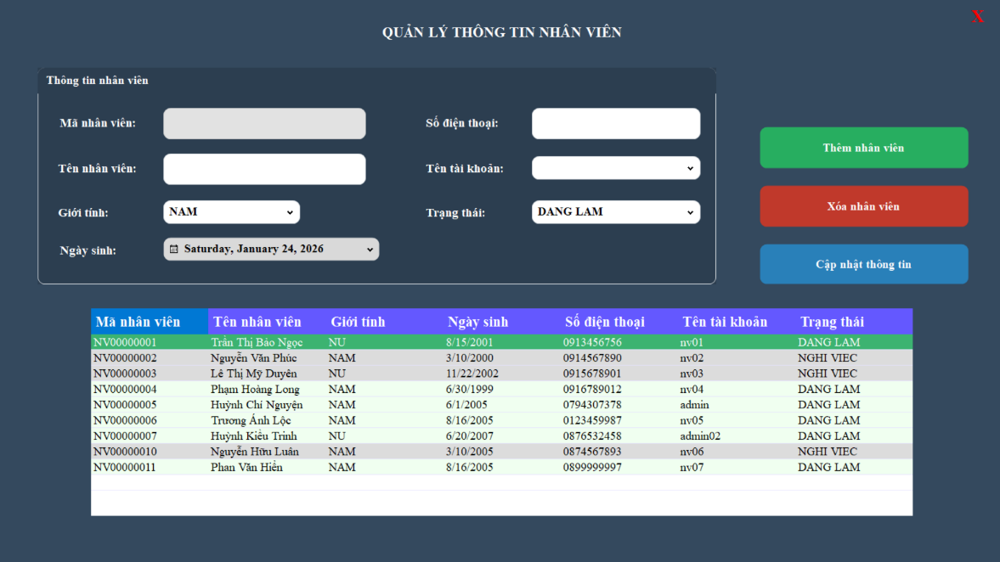 X
QUẢN LÝ THÔNG TIN NHÂN VIÊN
Thông tin nhân viên
Mã nhân viên:
Số điện thoại:
Tên nhân viên:
Tên tài khoản:
Giới tính: NAM
Trạng thái: DANG LAM
Ngày sinh: Saturday, January 24, 2026
Thêm nhân viên
Xóa nhân viên
Cập nhật thông tin
Mã nhân viên Tên nhân viên Giới tính Ngày sinh Số điện thoại Tên tài khoản Trạng thái
NV00000001 Trần Thị Bảo Ngọc NU 8/15/2001 0913456756 nv01 DANG LAM
NV00000002 Nguyễn Văn Phúc NAM 3/10/2000 0914567890 nv02 NGHI VIEC
NV00000003 Lê Thị Mỹ Duyên NU 11/22/2002 0915678901 nv03 NGHI VIEC
NV00000004 Phạm Hoàng Long NAM 6/30/1999 0916789012 nv04 DANG LAM
NV00000005 Huỳnh Chí Nguyện NAM 6/1/2005 0794307378 admin DANG LAM
NV00000006 Trương Ánh Lộc NAM 8/16/2005 0123459987 nv05 DANG LAM
NV00000007 Huỳnh Kiều Trinh NU 6/20/2007 0876532458 admin02 DANG LAM
NV00000010 Nguyễn Hữu Luân NAM 3/10/2005 0874567893 nv06 NGHI VIEC
NV00000011 Phan Văn Hiển NAM 8/16/2005 0899999997 nv07 DANG LAM